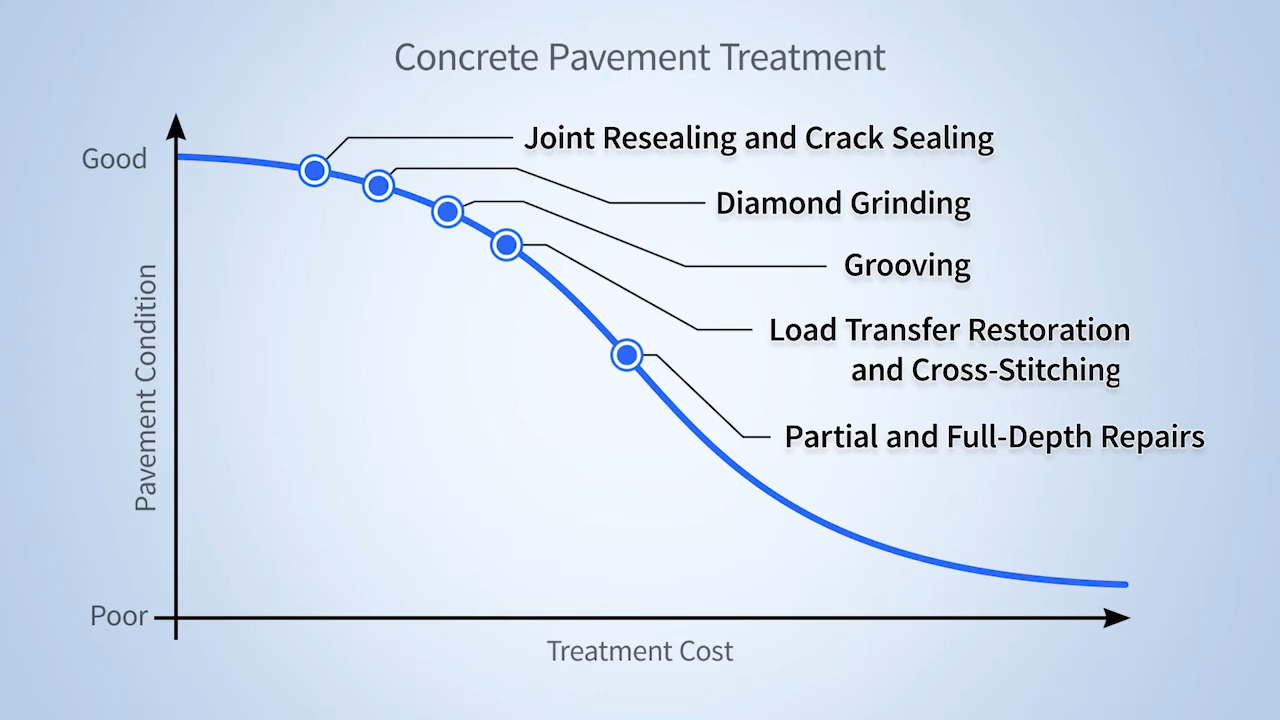 Concrete Pavement Treatment
Good
Joint Resealing and Crack Sealing
Diamond Grinding
Grooving
Load Transfer Restoration
and Cross-Stitching
Partial and Full-Depth Repairs
Pavement Condition
Poor
Treatment Cost